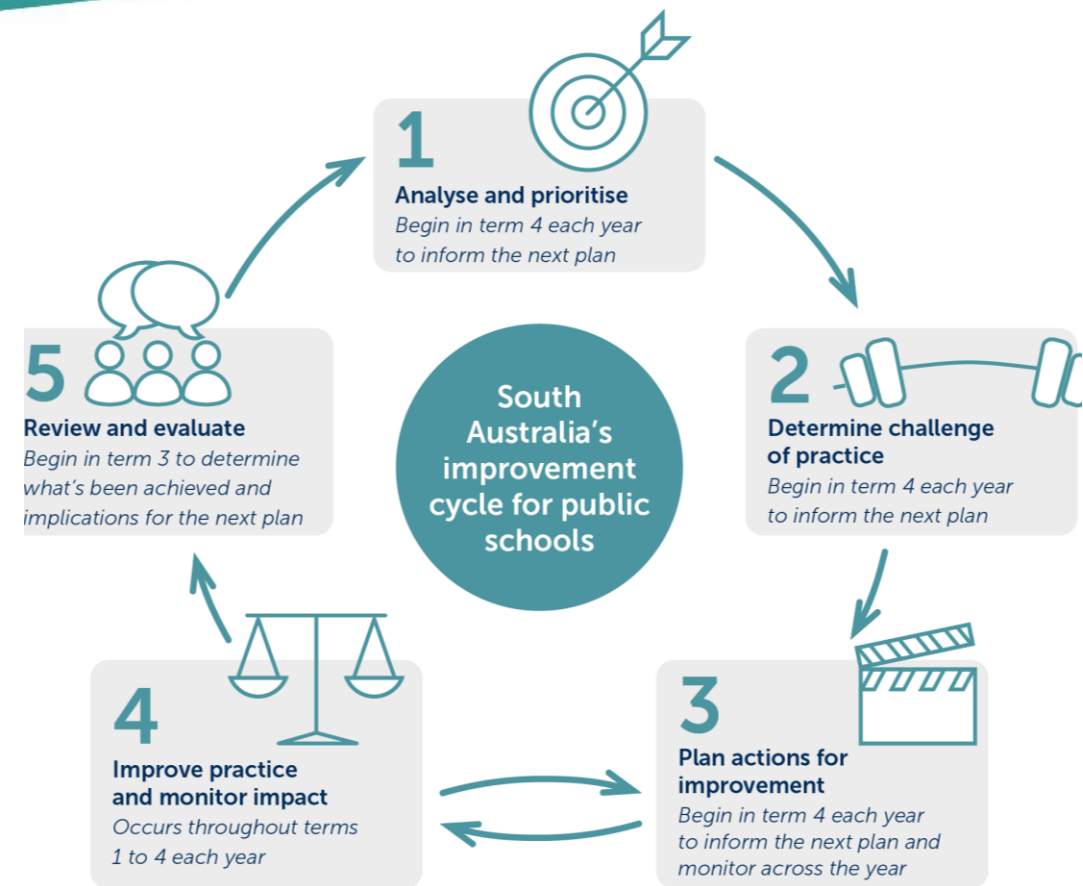 1
Analyse and prioritise
Begin in term 4 each year
to inform the next plan
2
Determine challenge
of practice
Begin in term 4 each year
to inform the next plan
3
Plan actions for
improvement
Begin in term 4 each year
to inform the next plan and
monitor across the year
4
Improve practice
and monitor impact
Occurs throughout terms
1 to 4 each year
5
Review and evaluate
Begin in term 3 to determine
what's been achieved and
implications for the next plan
South
Australia's
improvement
cycle for public
schools